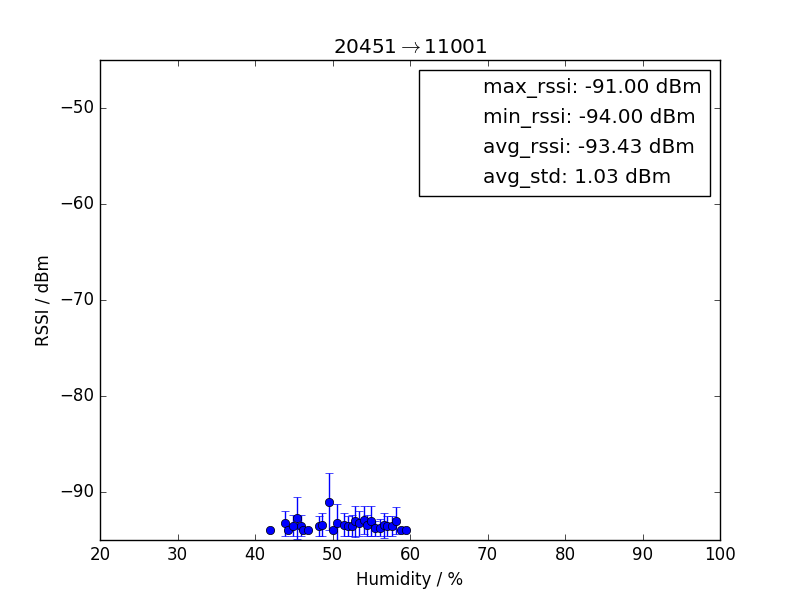 20451→11001
max_rssi: -91.00 dBm
min_rssi: -94.00 dBm
avg_rssi: -93.43 dBm
avg_std: 1.03 dBm
−50
−60
−70
−80
−90
RSSI / dBm
20 30 40 50 60 70 80 90 100
Humidity / %